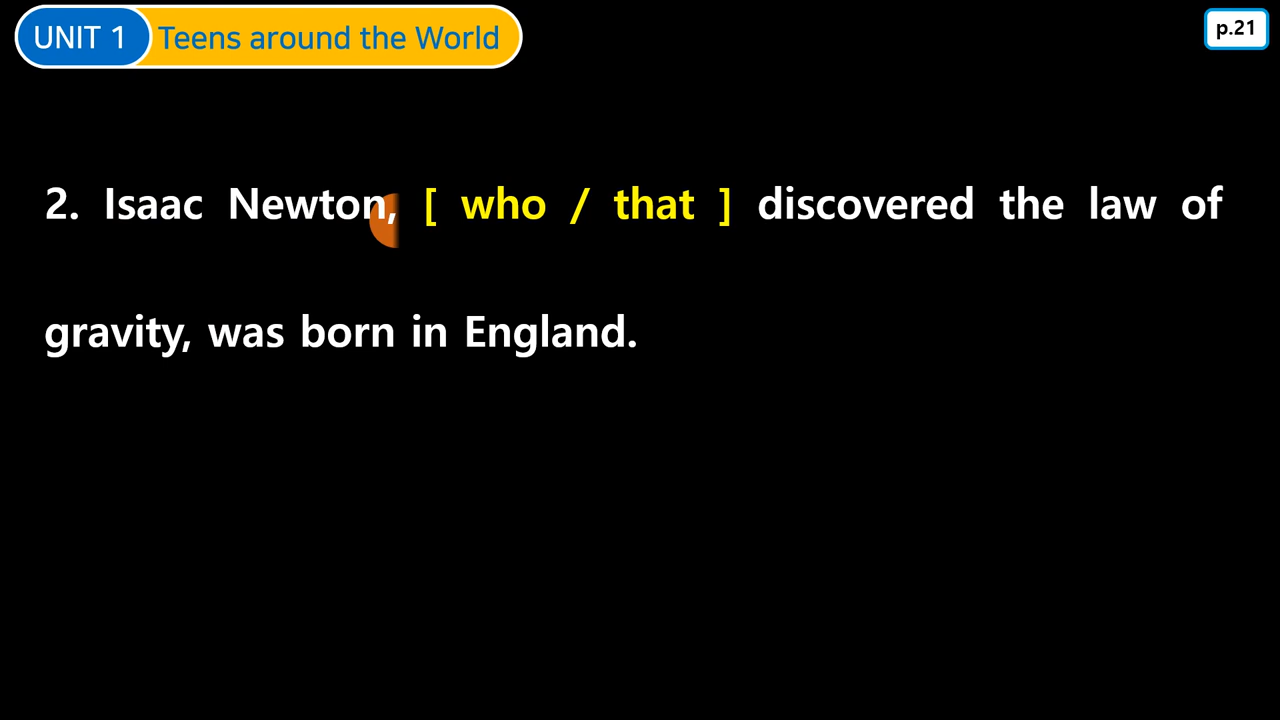 UNIT 1 Teens around the World
p.21
2. Isaac Newton, [ who / that ] discovered the law of
gravity, was born in England.